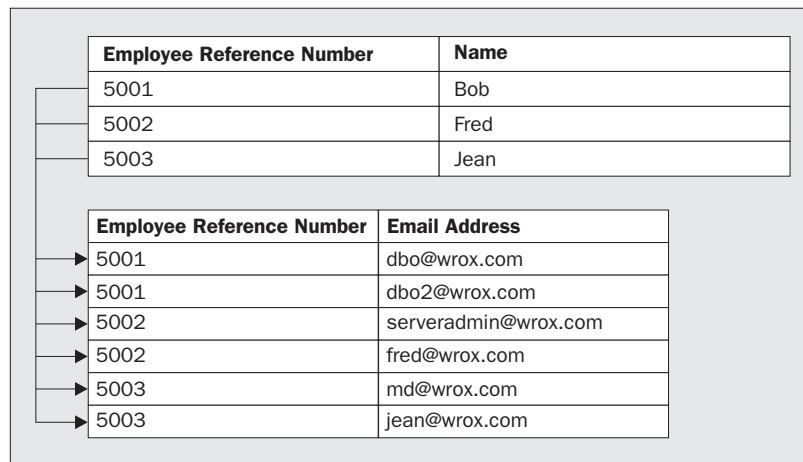 Employee Reference Number Name
5001 Bob
5002 Fred
5003 Jean
Employee Reference Number Email Address
5001 dbo@wrox.com
5001 dbo2@wrox.com
5002 serveradmin@wrox.com
5002 fred@wrox.com
5003 md@wrox.com
5003 jean@wrox.com